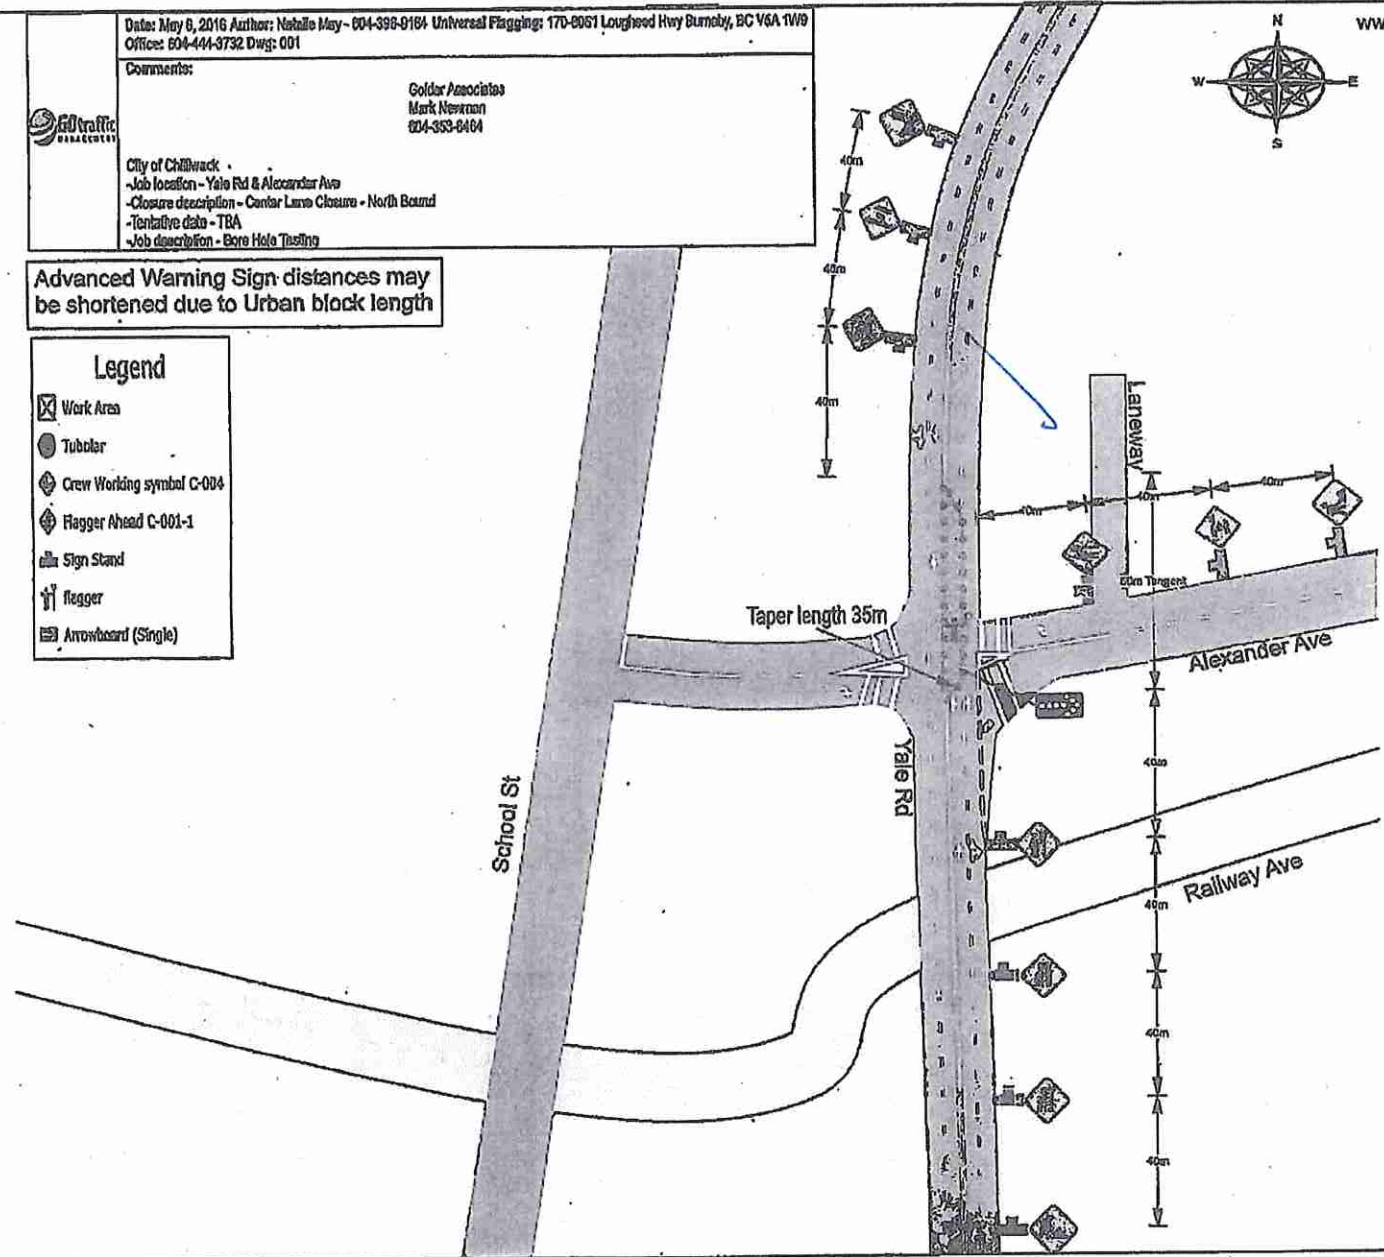 Date: May 6, 2016 Author: Natalie May - 604-398-9164 Universal Flagging: 170-8061 Lougheed Hwy Burnaby, BC V5A 1W9
Office: 604-444-3732 Dwg: 001
Comments:
Golder Associates
Mark Newman
604-353-6464
GOtraffic
MANAGEMENT
City of Chilliwack
-Job location - Yale Rd & Alexander Ave
-Closure description - Center Lane Closure - North Bound
-Tentative date - TBA
-Job description - Bore Hole Testing
Advanced Warning Sign distances may
be shortened due to Urban block length
Legend
Work Area
Tubular
Crew Working symbol C-004
Flagger Ahead C-001-1
Sign Stand
flagger
Arrowboard (Single)
N
W
E
S
WW
40m
40m
40m
Laneway
40m
40m
40m
60m Tangent
Taper length 35m
Alexander Ave
Yale Rd
40m
School St
Railway Ave
40m
40m
40m